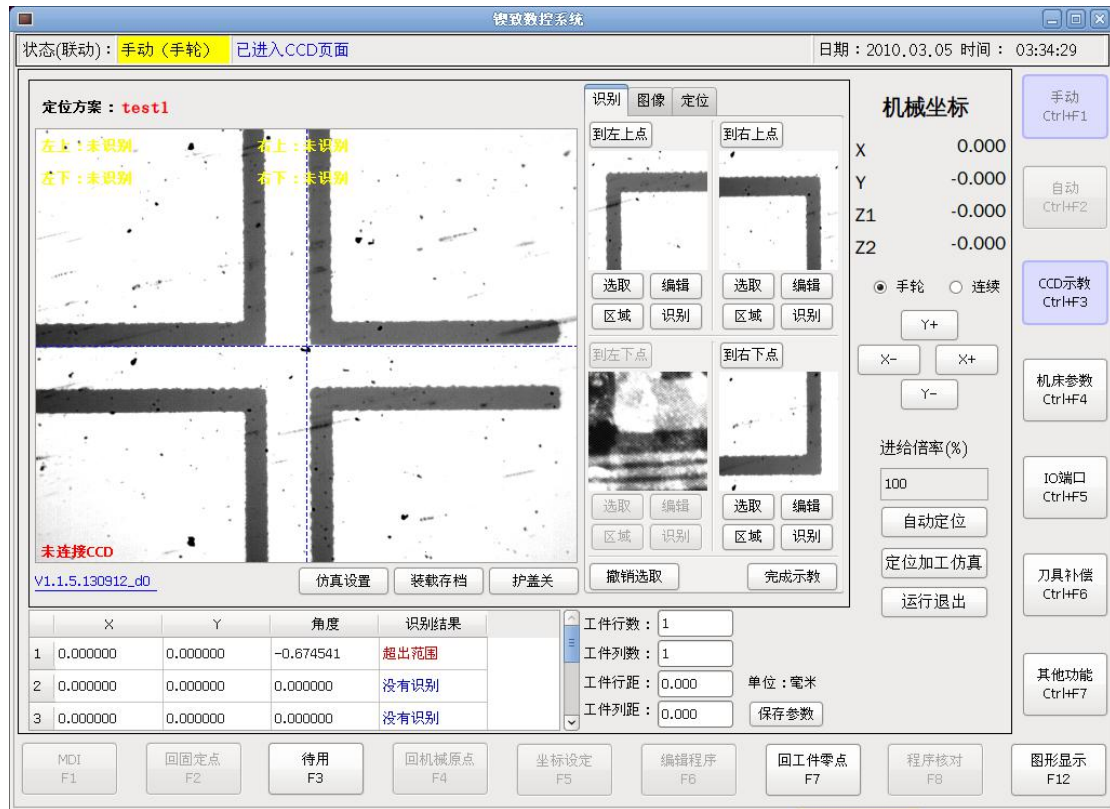 锲致数控系统
状态(联动)：手动（手轮） 已进入CCD页面 日期：2010.03.05 时间： 03:34:29
定位方案：test1
左上：未识别 右上：未识别
左下：未识别 右下：未识别
未连接CCD
V1.1.5.130912_d0 仿真设置 装载存档 护盖关
识别 图像 定位
到左上点 到右上点
选取 编辑 选取 编辑
区域 识别 区域 识别
到左下点 到右下点
选取 编辑 选取 编辑
区域 识别 区域 识别
撤销选取 完成示教
机械坐标
X 0.000
Y -0.000
Z1 -0.000
Z2 -0.000
手轮 连续
Y+
X- X+
Y-
进给倍率(%)
100
自动定位
定位加工仿真
运行退出
手动
Ctrl+F1
自动
Ctrl+F2
CCD示教
Ctrl+F3
机床参数
Ctrl+F4
IO端口
Ctrl+F5
刀具补偿
Ctrl+F6
其他功能
Ctrl+F7
X Y 角度 识别结果
1 0.000000 0.000000 -0.674541 超出范围
2 0.000000 0.000000 0.000000 没有识别
3 0.000000 0.000000 0.000000 没有识别
工件行数：1
工件列数：1
工件行距：0.000 单位：毫米
工件列距：0.000 保存参数
MDI
F1
回固定点
F2
待用
F3
回机械原点
F4
坐标设定
F5
编辑程序
F6
回工件零点
F7
程序核对
F8
图形显示
F12